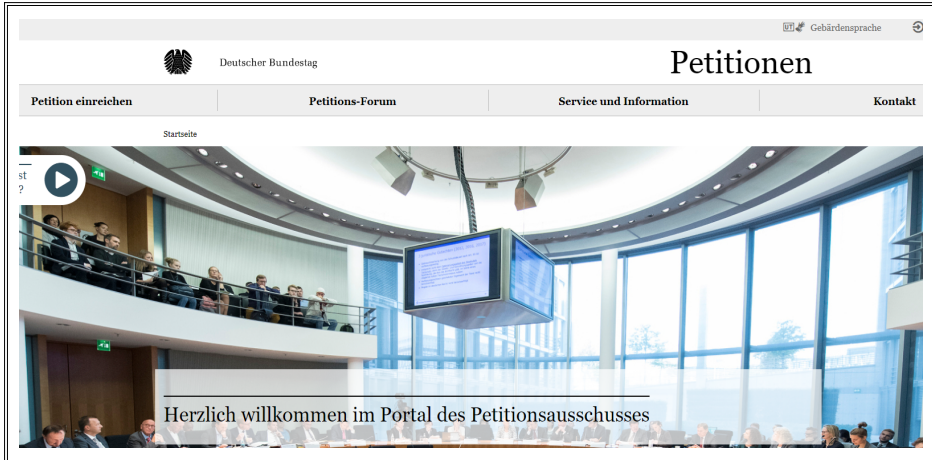 Gebärdensprache
Deutscher Bundestag
Petitionen
Petition einreichen
Petitions-Forum
Service und Information
Kontakt
Startseite
st
?
Herzlich willkommen im Portal des Petitionsausschusses